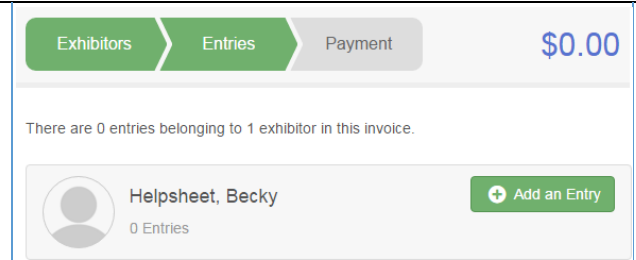 Exhibitors Entries Payment $0.00
There are 0 entries belonging to 1 exhibitor in this invoice.
Helpsheet, Becky Add an Entry
0 Entries